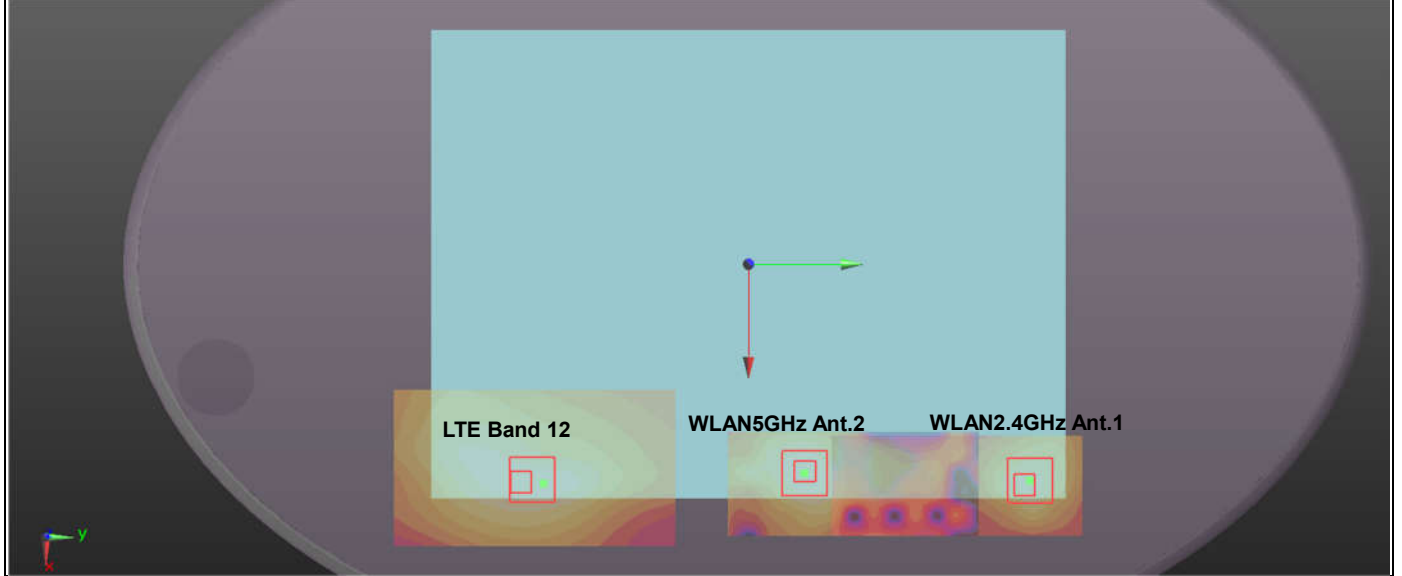 LTE Band 12
WLAN5GHz Ant.2
WLAN2.4GHz Ant.1
y
x